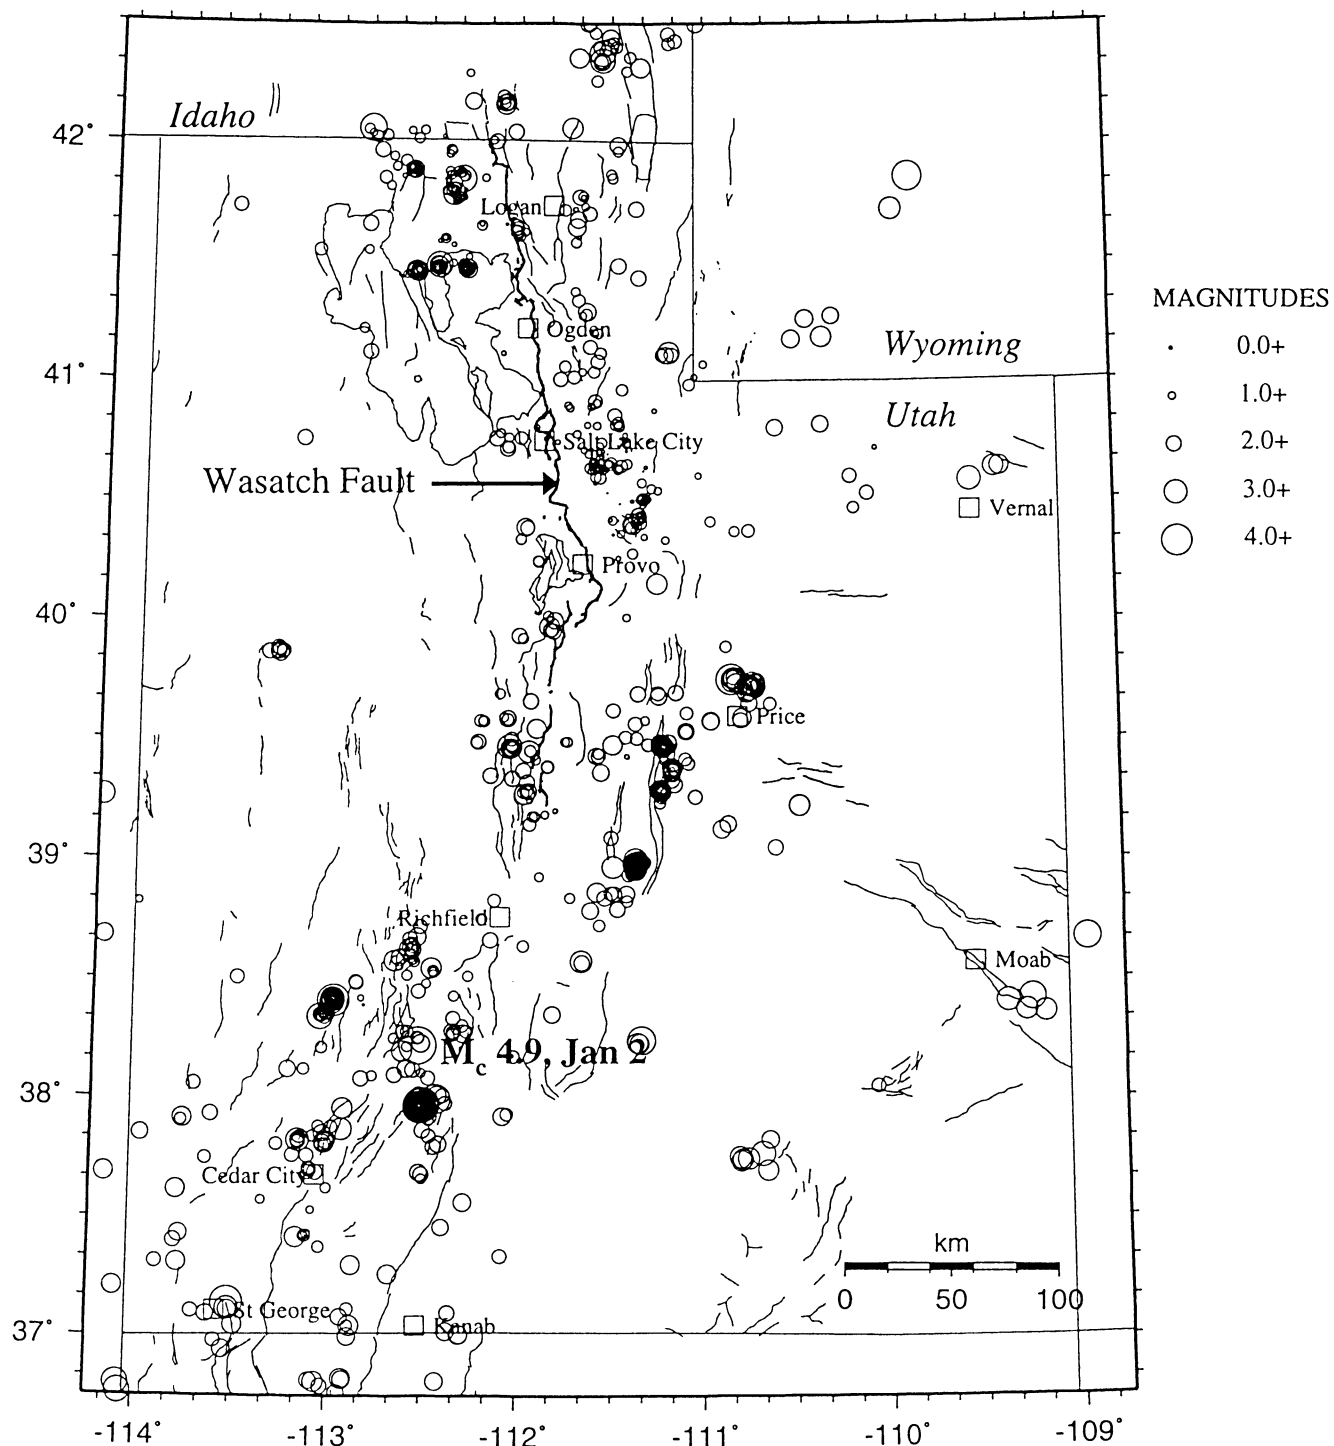 Idaho
42°
Logan
Ogden
MAGNITUDES
0.0+
1.0+
2.0+
3.0+
4.0+
Wyoming
41°
Utah
Salt Lake City
Wasatch Fault
Vernal
Provo
40°
Price
39°
Richfield
Moab
Mc 4.9, Jan 2
38°
Cedar City
km
0 50 100
St George
Kanab
37°
-114° -113° -112° -111° -110° -109°